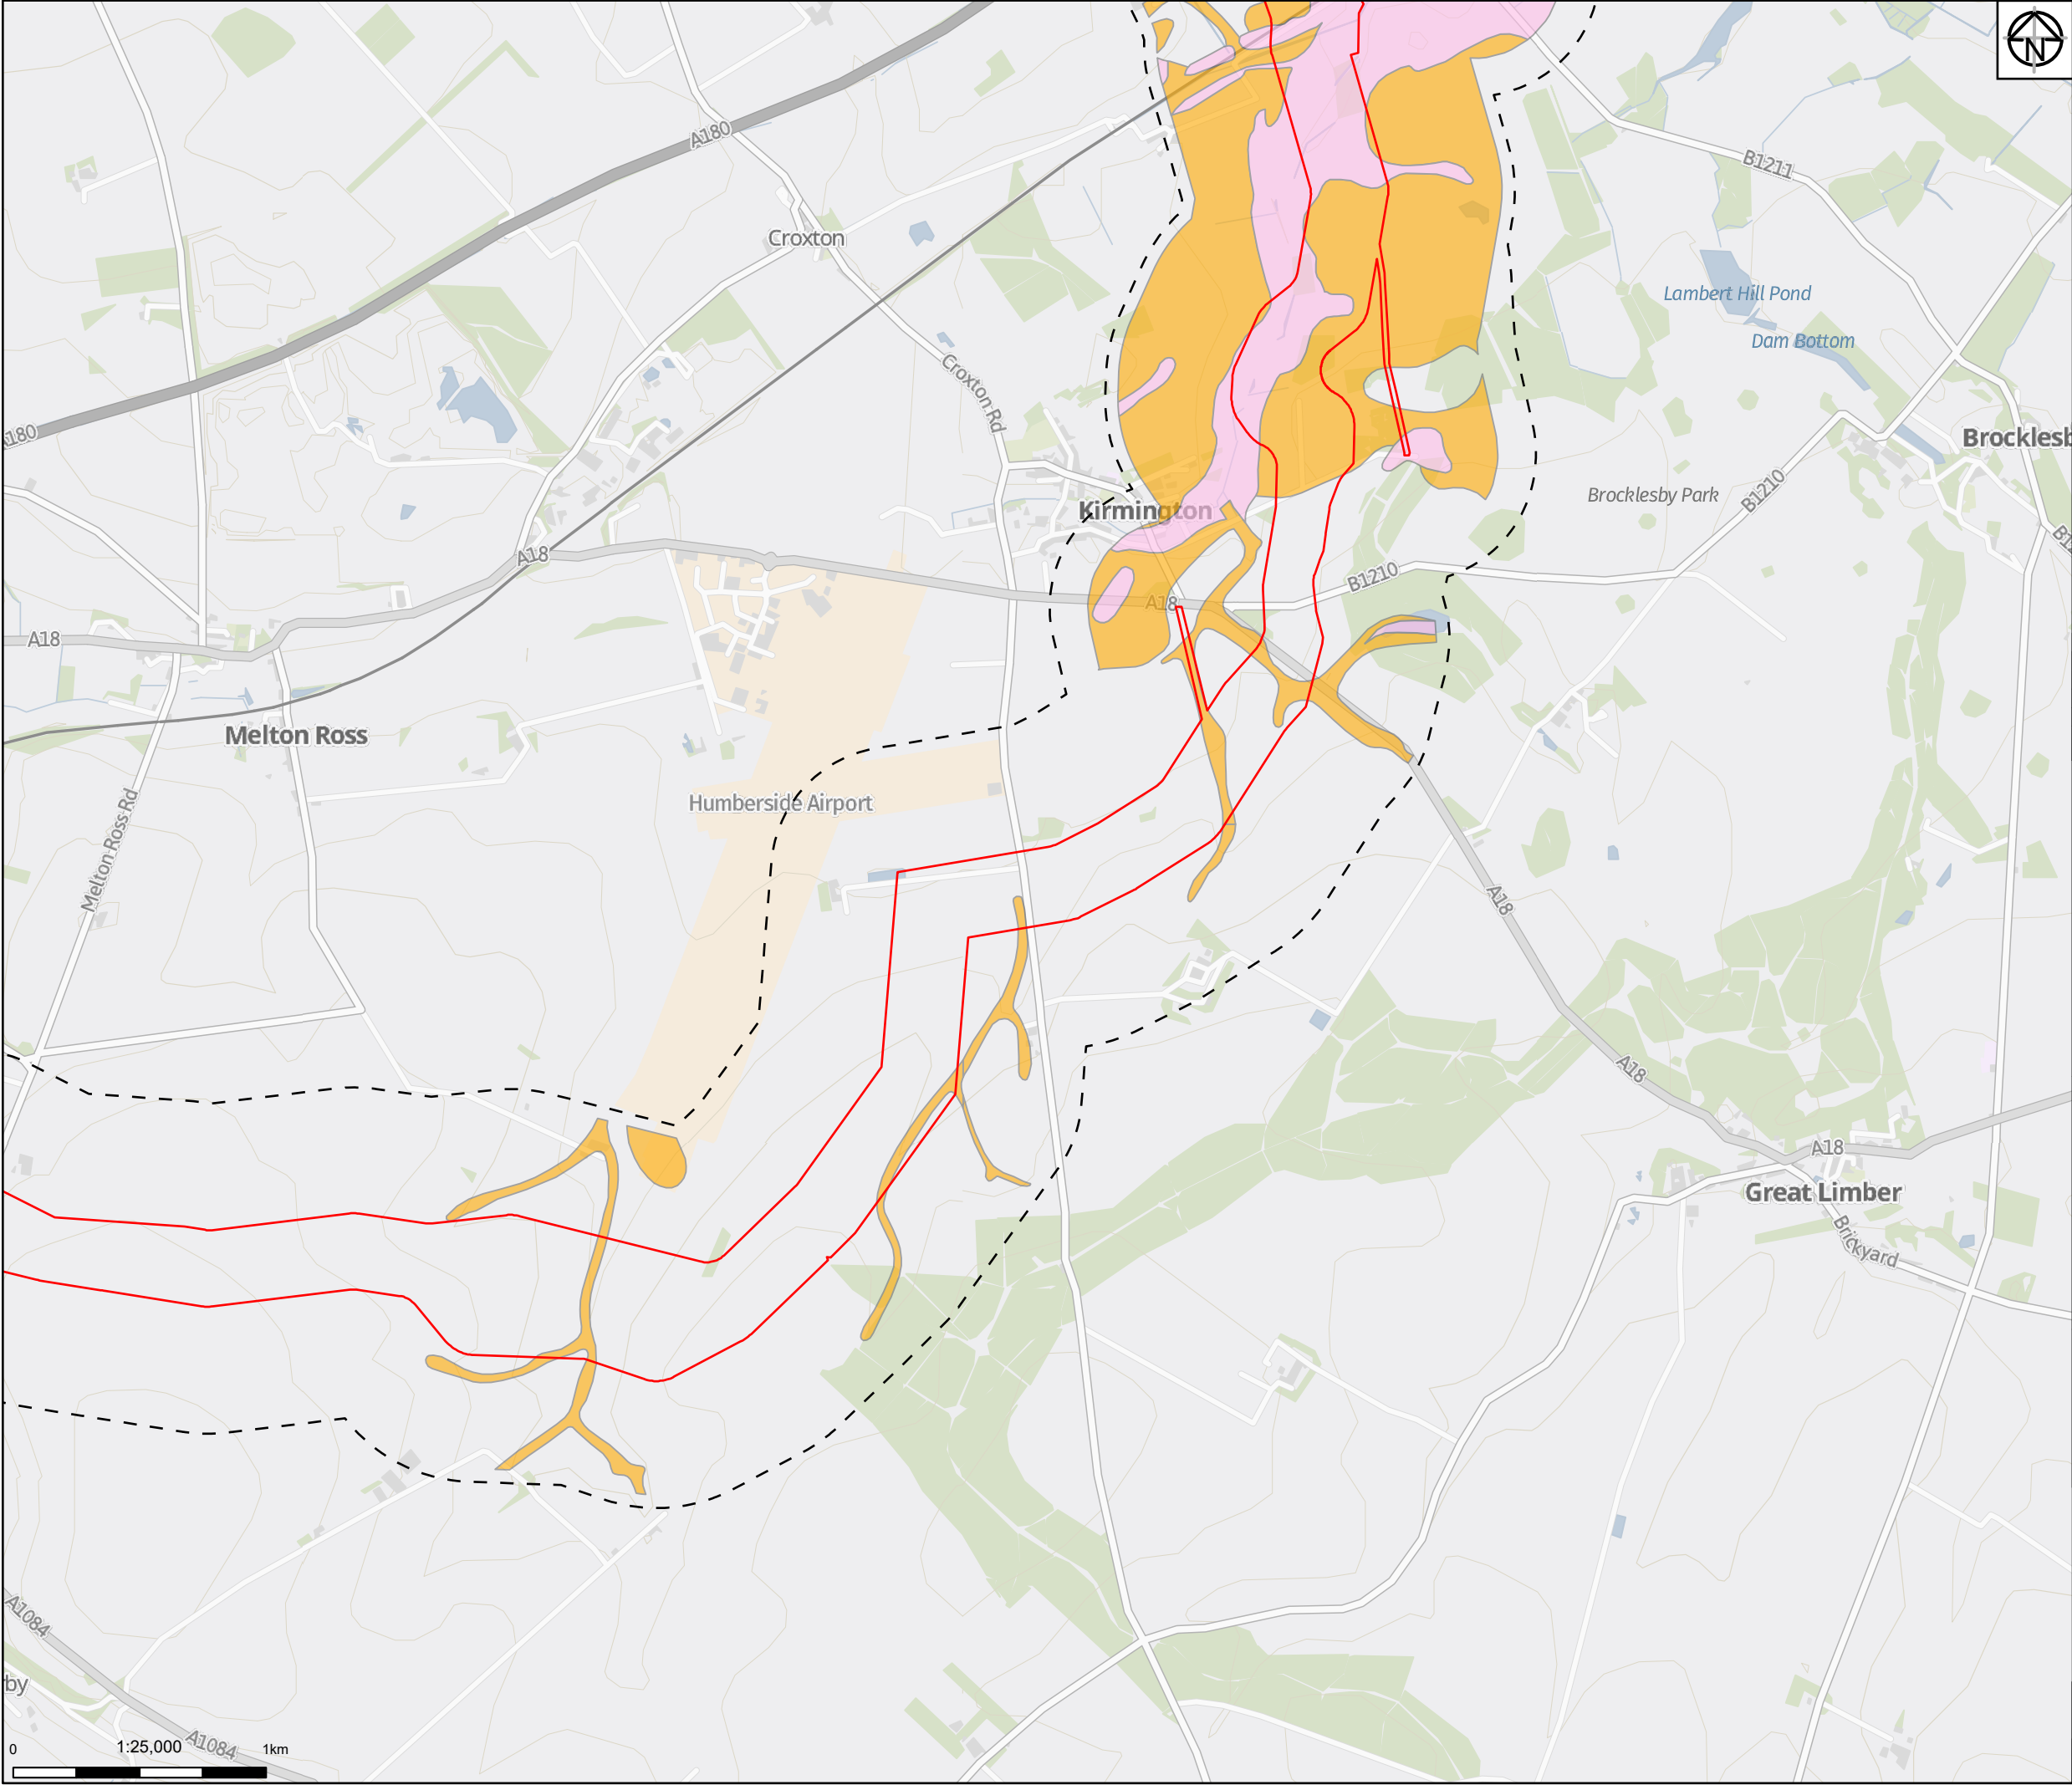 N
A180
B1211
Croxton
Lambert Hill Pond
Dam Bottom
Croxton Rd
A180
Brocklesb
Brocklesby Park
B1210
Kirmington
B12
A18
B1210
A18
A18
Melton Ross
Humberside Airport
Melton Ross Rd
A18
A18
A18
Great Limber
Brickyard
A1084
by
A1084
0
1:25,000
1km